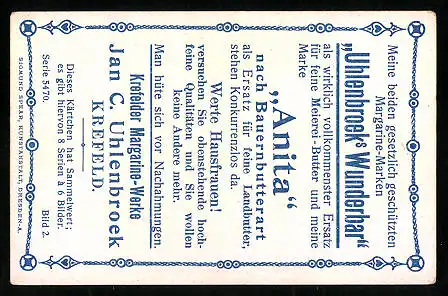 Meine beiden gesetzlich geschützten
Margarine-Marken
„Uhlenbroek's Wunderbar"
als wirklich vollkommenster Ersatz
für feine Meierei-Butter und meine
Marke
„Anita"
nach Bauernbutterart
als Ersatz für feine Landbutter,
stehen Konkurrenzlos da.
Werte Hausfrauen!
versuchen Sie obenstehende hoch-
feine Qualitäten und Sie wollen
keine Andere mehr.
Man hüte sich vor Nachahmungen.
Krefelder Margarine-Werke
Jan C. Uhlenbroek
KREFELD.
Dieses Kärtchen hat Sammelwert;
es gibt hiervon 8 Serien à 6 Bilder.
Serie 5470. Bild 2.
SIGMUND SPEAR, KUNSTANSTALT, DRESDEN-A.